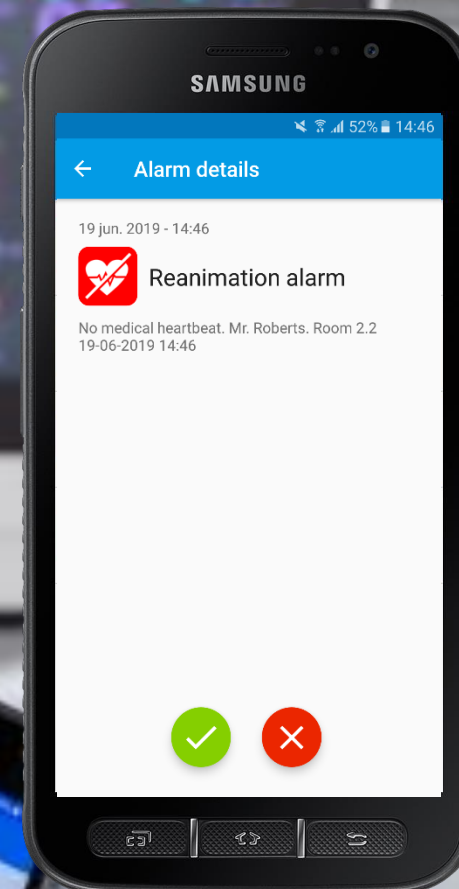 SAMSUNG
52% 14:46
Alarm details
19 jun. 2019 - 14:46
Reanimation alarm
No medical heartbeat. Mr. Roberts. Room 2.2
19-06-2019 14:46